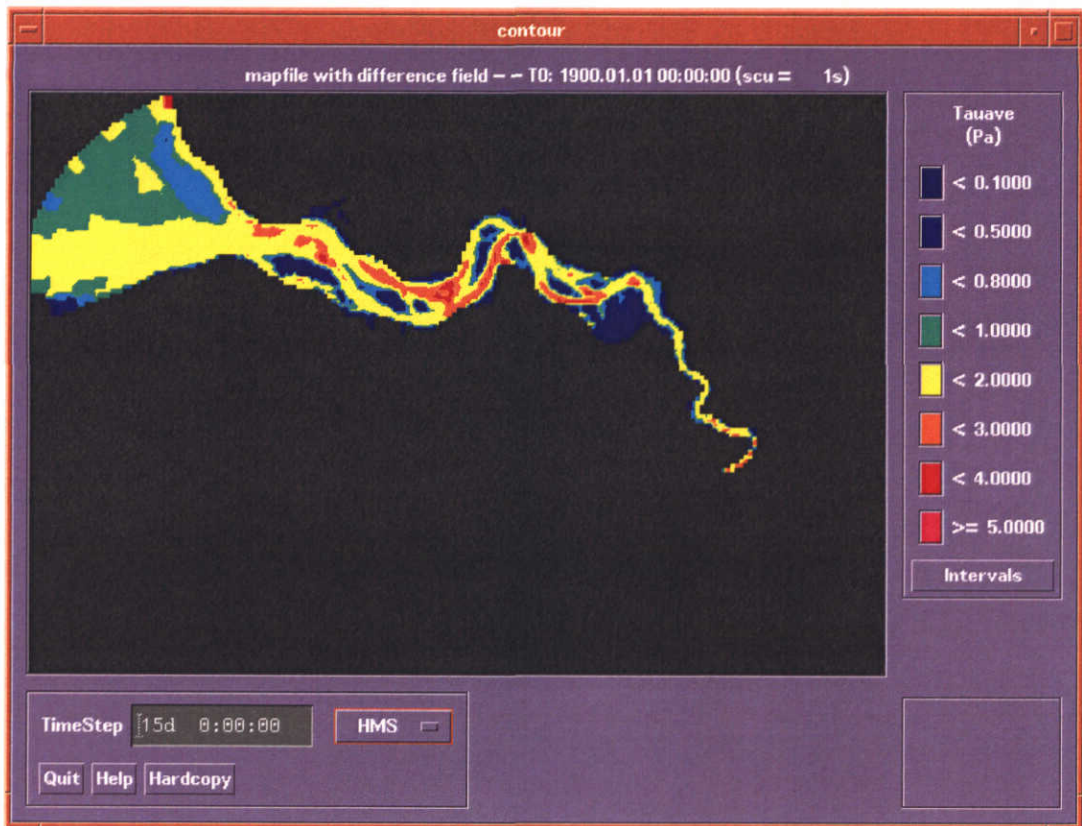 contour
mapfile with difference field – – T0: 1900.01.01 00:00:00 (scu = 1s)
Tauave
(Pa)
< 0.1000
< 0.5000
< 0.8000
< 1.0000
< 2.0000
< 3.0000
< 4.0000
>= 5.0000
Intervals
TimeStep 15d 0:00:00 HMS
Quit Help Hardcopy